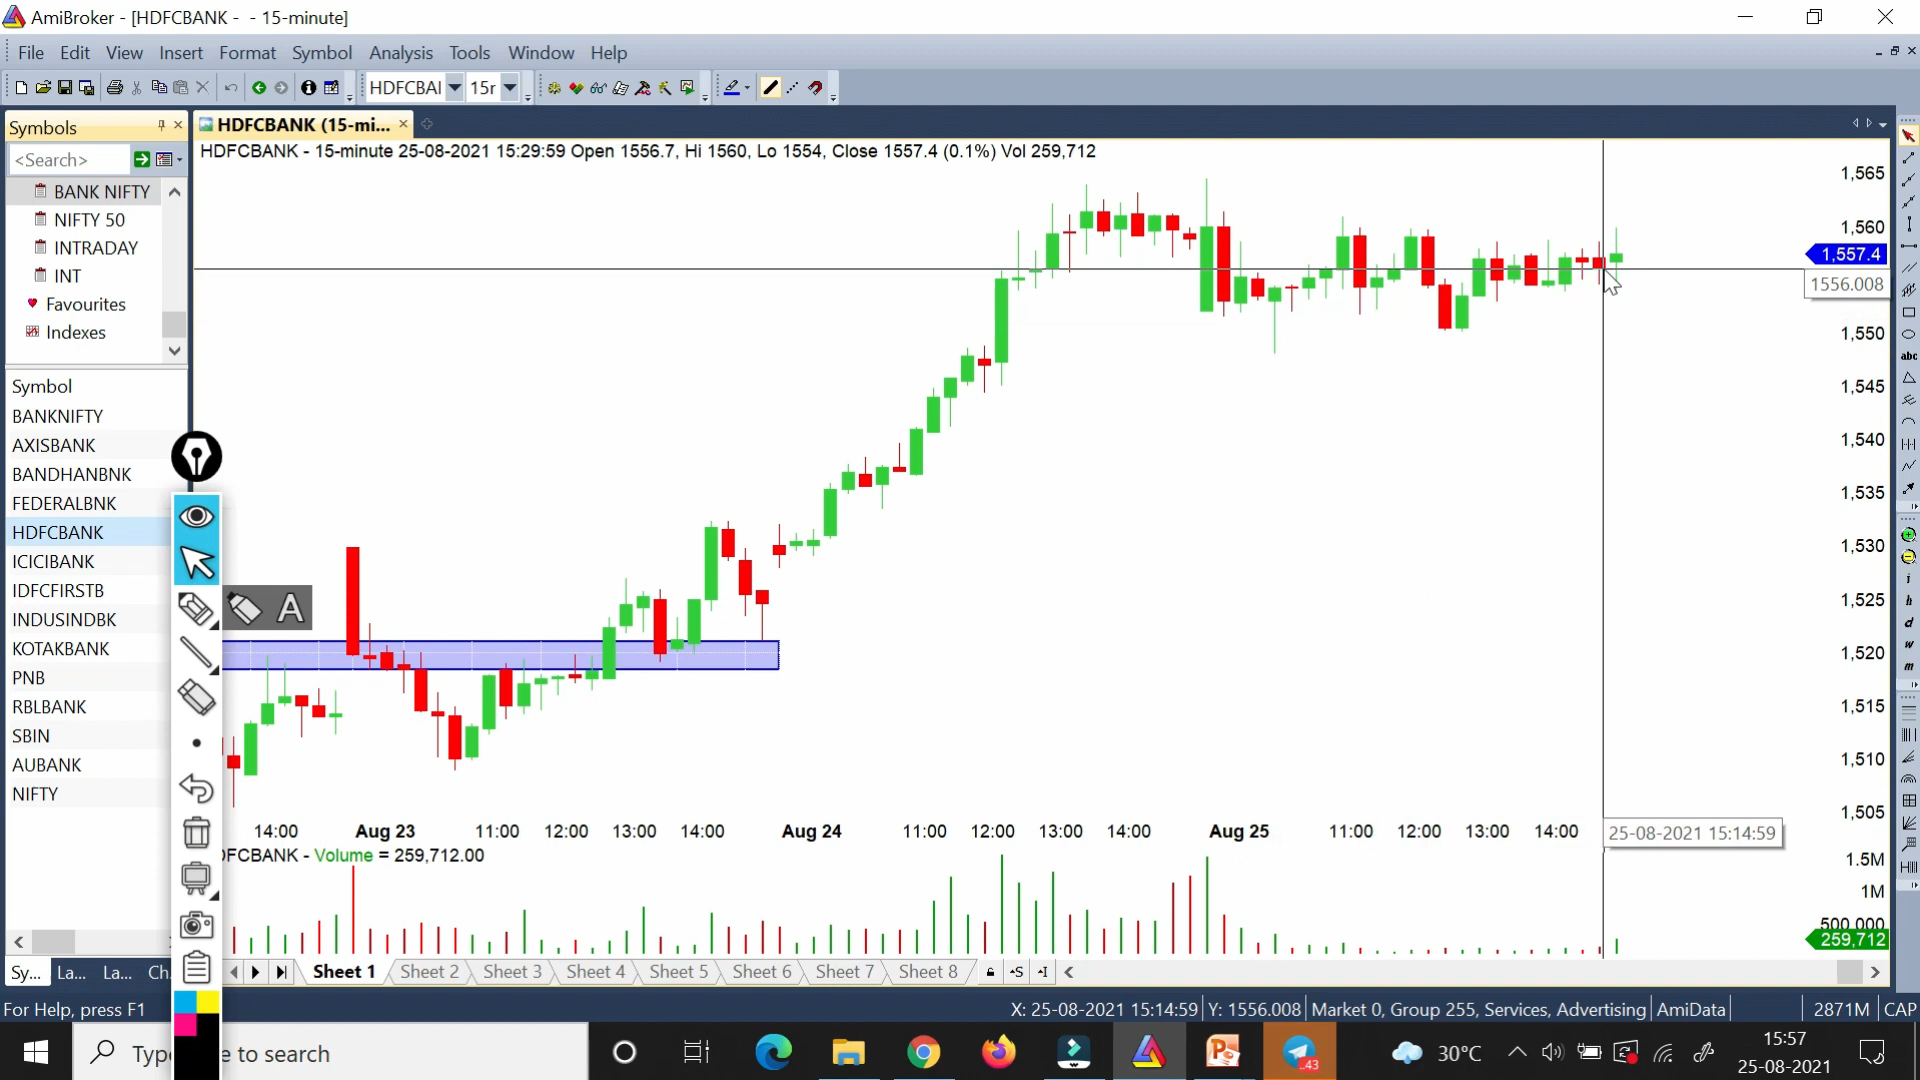 AmiBroker - [HDFCBANK -  - 15-minute]
File Edit View Insert Format Symbol Analysis Tools Window Help
HDFCBAI 15r
Symbols
HDFCBANK (15-mi...
<Search>
HDFCBANK - 15-minute 25-08-2021 15:29:59 Open 1556.7, Hi 1560, Lo 1554, Close 1557.4 (0.1%) Vol 259,712
BANK NIFTY
NIFTY 50
INTRADAY
INT
Favourites
Indexes
1,565
1,560
1,557.4
1556.008
1,550
1,545
1,540
1,535
1,530
1,525
1,520
1,515
1,510
1,505
Symbol
BANKNIFTY
AXISBANK
BANDHANBNK
FEDERALBNK
HDFCBANK
ICICIBANK
IDFCFIRSTB
INDUSINDBK
KOTAKBANK
PNB
RBLBANK
SBIN
AUBANK
NIFTY
A
abc
i
h
d
w
m
14:00 Aug 23 11:00 12:00 13:00 14:00 Aug 24 11:00 12:00 13:00 14:00 Aug 25 11:00 12:00 13:00 14:00 25-08-2021 15:14:59
DFCBANK - Volume = 259,712.00
1.5M
1M
500,000
259,712
Sy... La... La... Ch
Sheet 1 Sheet 2 Sheet 3 Sheet 4 Sheet 5 Sheet 6 Sheet 7 Sheet 8
For Help, press F1
X: 25-08-2021 15:14:59 Y: 1556.008 Market 0, Group 255, Services, Advertising AmiData 2871M CAP
Typ e to search
43
30°C
15:57
25-08-2021